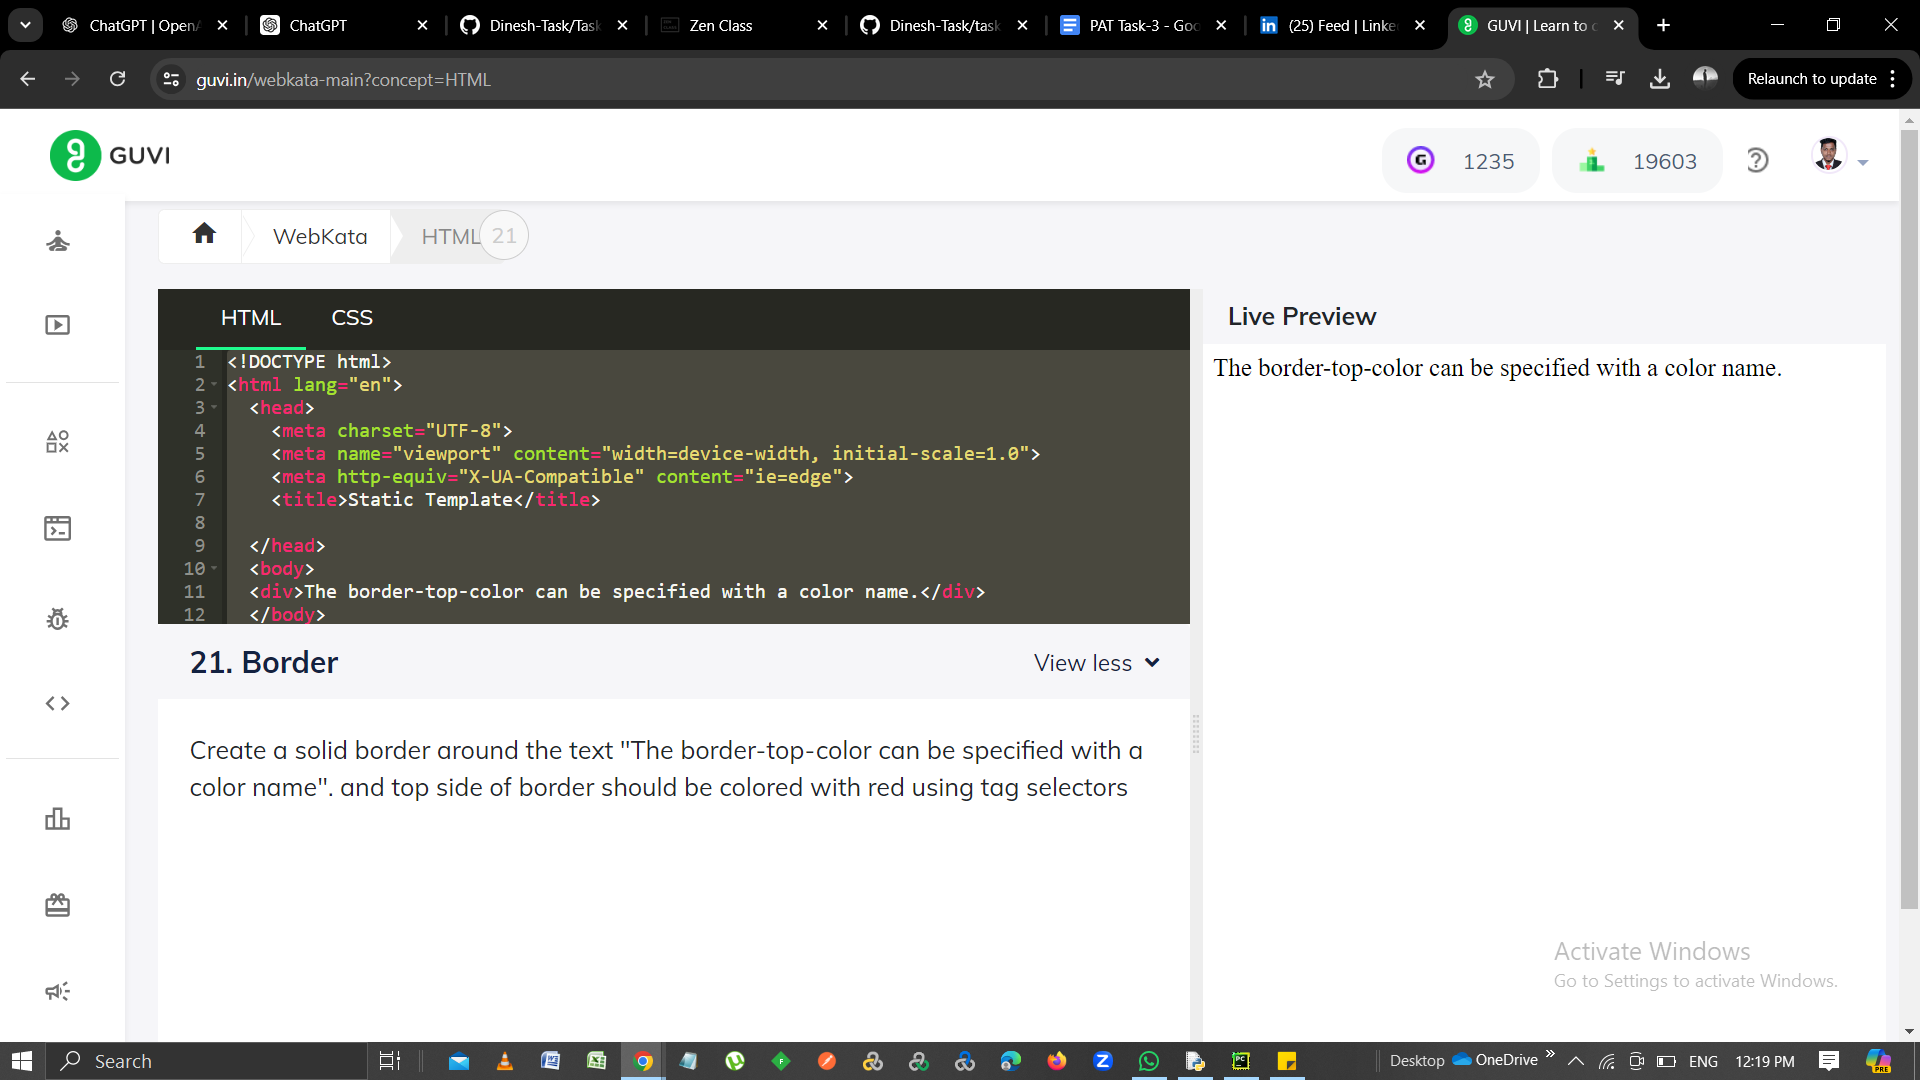 ChatGPT | OpenA
ChatGPT
Dinesh-Task/Task
Zen Class
Dinesh-Task/task
PAT Task-3 - Goo
(25) Feed | Linke
GUVI | Learn to c
guvi.in/webkata-main?concept=HTML
Relaunch to update
GUVI
1235
19603
WebKata
HTML
21
HTML
CSS
Live Preview
1 <!DOCTYPE html>
2 <html lang="en">
3 <head>
4 <meta charset="UTF-8">
5 <meta name="viewport" content="width=device-width, initial-scale=1.0">
6 <meta http-equiv="X-UA-Compatible" content="ie=edge">
7 <title>Static Template</title>
8
9 </head>
10 <body>
11 <div>The border-top-color can be specified with a color name.</div>
12 </body>
The border-top-color can be specified with a color name.
21. Border
View less
Create a solid border around the text "The border-top-color can be specified with a
color name". and top side of border should be colored with red using tag selectors
Activate Windows
Go to Settings to activate Windows.
Search
Desktop
OneDrive
ENG
12:19 PM
PRE